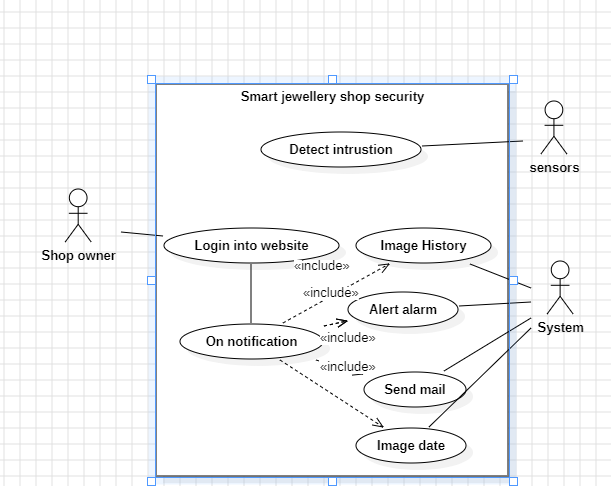 Smart jewellery shop security
Detect intrustion
sensors
Shop owner
Login into website
Image History
«include»
«include»
Alert alarm
System
On notification
«include»
«include»
Send mail
Image date